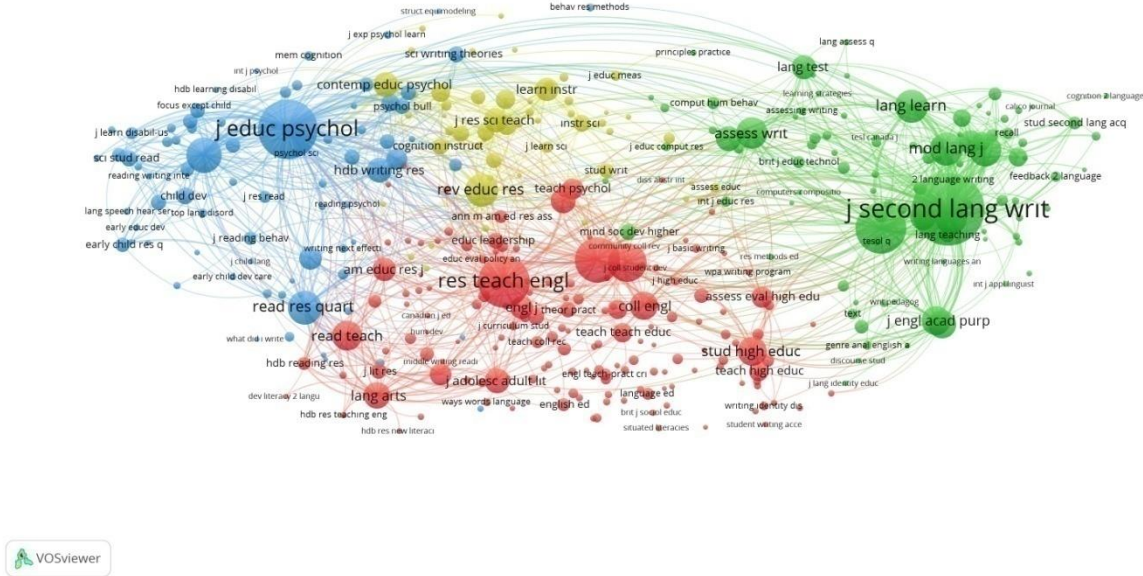 struct equ modeling
behav res methods
j exp psychol learn
lang assess q
mem cognition
sci writing theories
principles practice
lang test
int j psychol
j educ meas
hdb learning disabil
contemp educ psychol
learn instr
learning strategies
cognition 2 language
focus except child
psychol bull
comput hum behav
assessing writing
lang learn
calico journal
j educ psychol
j res sci teach
instr sci
assess writ
stud second lang acq
j learn disabil-us
tesl canada j
recall
cognition instruct
j learn sci
j educ comput res
mod lang j
sci stud read
psychol sci
brit j educ technol
hdb writing res
stud writ
feedback 2 language
reading writing inte
diss abstr int
2 language writing
child dev
j res read
rev educ res
teach psychol
assess educ
computers compositio
int j educ res
lang speech hear ser
top lang disord
reading psychol
j second lang writ
ann m am ed res ass
early educ dev
mind soc dev higher
tesol q
lang teaching
early child res q
j reading behav
writing next effecti
educ leadership
community coll rev
j basic writing
educ eval policy an
res methods ed
j child lang
am educ res j
j coll student dev
wpa writing program
writing languages an
early child dev care
res teach engl
j high educ
int j appl linguist
read res quart
engl j
theor pract
coll engl
assess eval high edu
writ pedagog
canadian j ed
text
j engl acad purp
hum dev
j curriculum stud
teach teach educ
what did i write
read teach
teach coll rec
genre anal english a
stud high educ
discourse stud
hdb reading res
j lit res
middle writing readi
engl teach-pract cri
teach high educ
j adolesc adult lit
j lang identity educ
dev literacy 2 langu
lang arts
ways words language
language ed
hdb res teaching eng
english ed
brit j sociol educ
writing identity dis
hdb res new literaci
situated literacies
student writing acce
VOSviewer